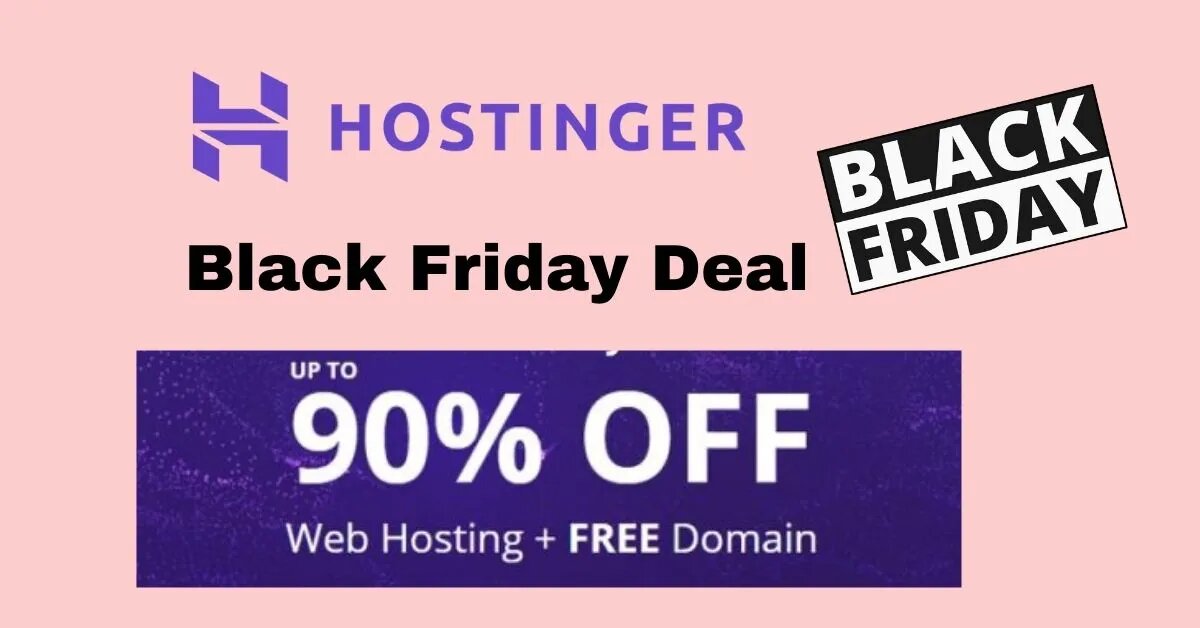 HOSTINGER
BLACK
FRIDAY
Black Friday Deal
UP TO
90% OFF
Web Hosting + FREE Domain